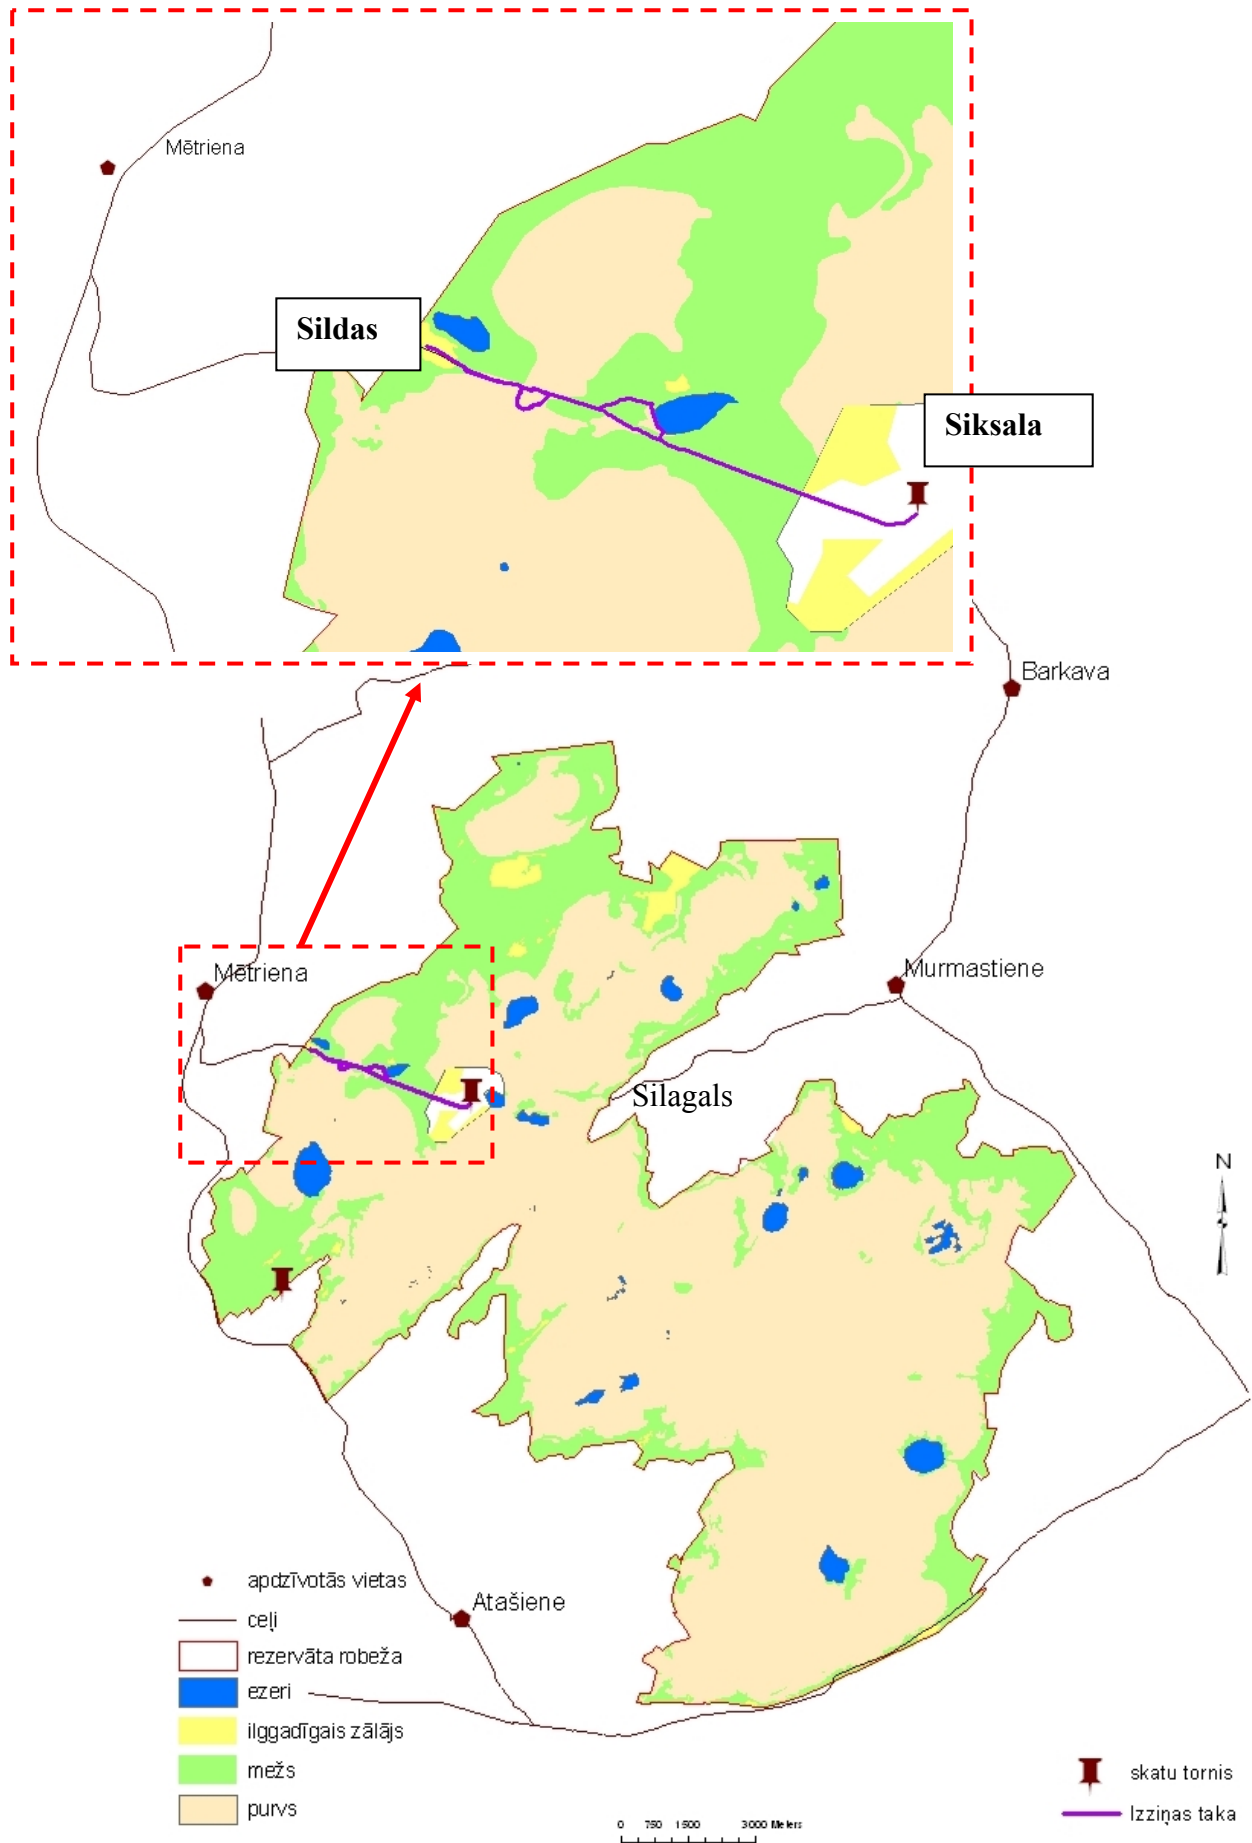 Mētriena
Sildas
Siksala
Barkava
Mētriena
Murmastiene
Silagals
N
Atašiene
apdzīvotās vietas
ceļi
rezervāta robeža
ezeri
ilggadīgais zālājs
mežs
purvs
skatu tornis
Izziņas taka
0 750 1500 3000 Meters